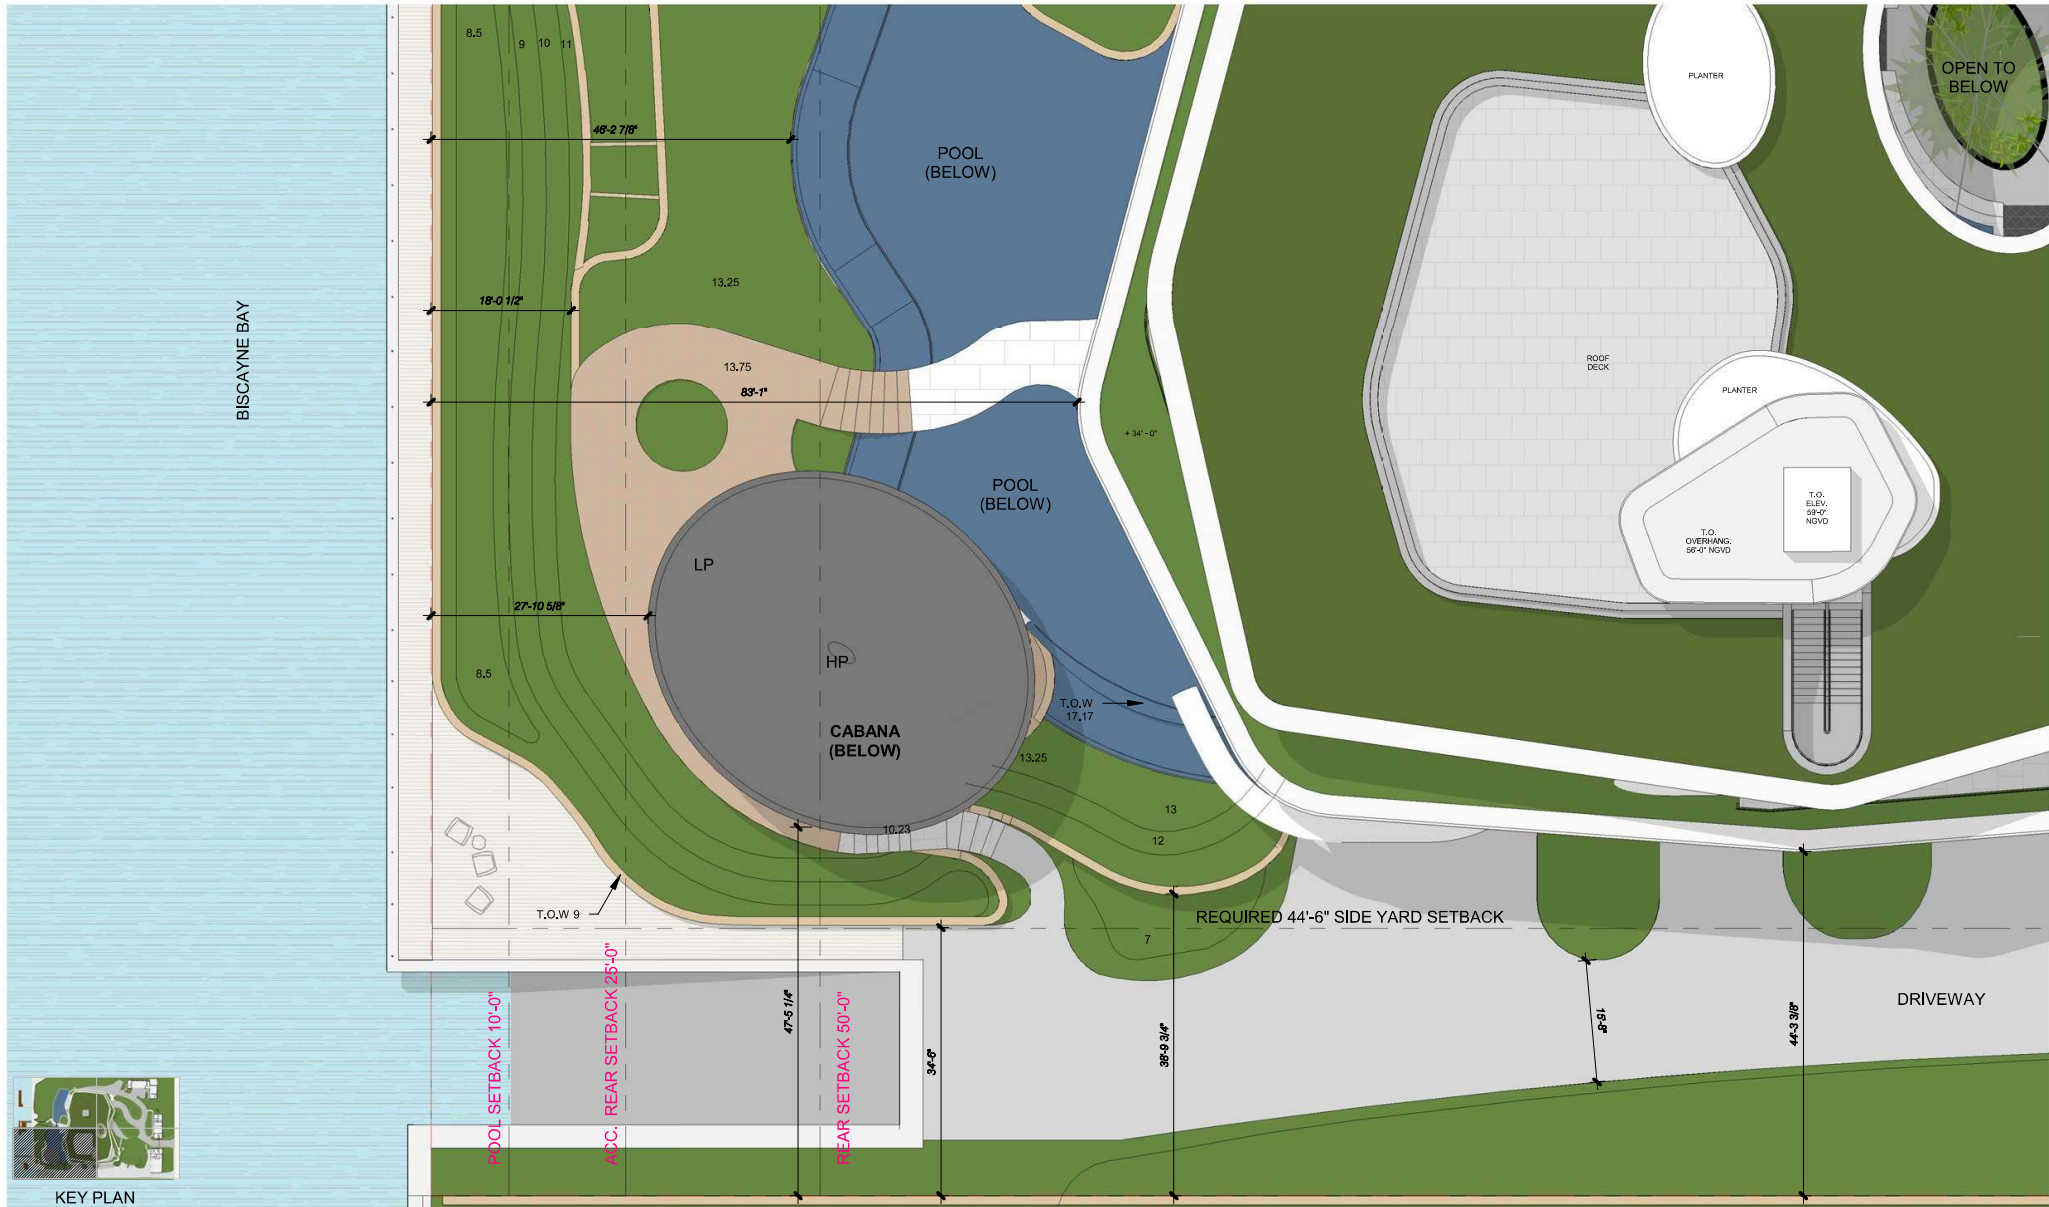 8.5
9
10
11
PLANTER
OPEN TO
BELOW
46'-2 7/8"
POOL
(BELOW)
13.25
18'-0 1/2"
BISCAYNE BAY
13.75
83'-1"
ROOF
DECK
PLANTER
+ 34' - 0"
POOL
(BELOW)
T.O.
ELEV.
59'-0"
NGVD
T.O.
OVERHANG.
56'-0" NGVD
LP
27'-10 5/8"
HP
8.5
T.O.W
17.17
CABANA
(BELOW)
13.25
13
10.23
12
T.O.W 9
REQUIRED 44'-6" SIDE YARD SETBACK
7
DRIVEWAY
POOL SETBACK 10'-0"
ACC. REAR SETBACK 25'-0"
47'-5 1/4"
REAR SETBACK 50'-0"
34'-6"
38'-9 3/4"
15'-8"
44'-3 3/8"
KEY PLAN